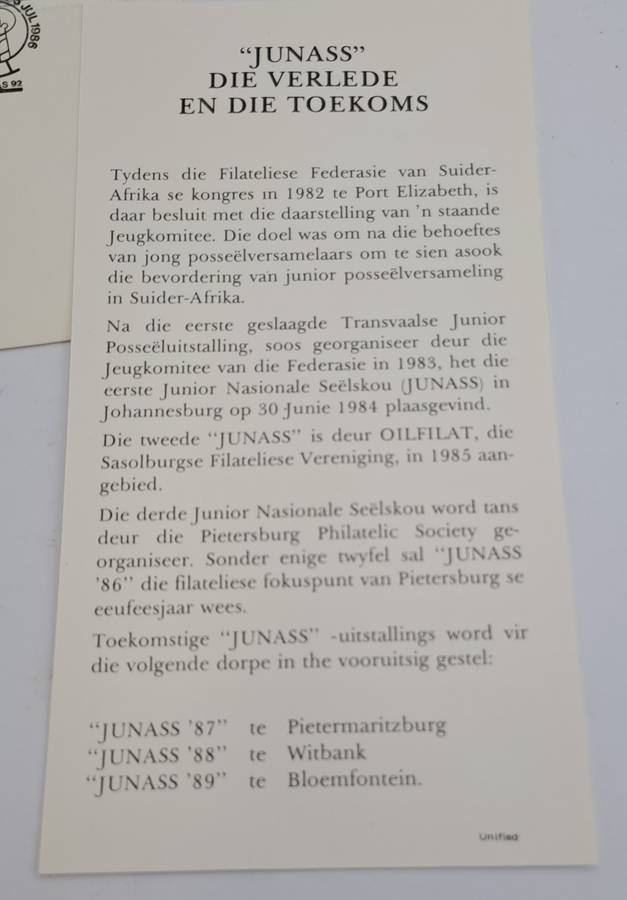 JUL 1986
S 92
“JUNASS”
DIE VERLEDE
EN DIE TOEKOMS
Tydens die Filateliese Federasie van Suider-
Afrika se kongres in 1982 te Port Elizabeth, is
daar besluit met die daarstelling van 'n staande
Jeugkomitee. Die doel was om na die behoeftes
van jong posseëlversamelaars om te sien asook
die bevordering van junior posseëlversameling
in Suider-Afrika.
Na die eerste geslaagde Transvaalse Junior
Posseëluitstalling, soos georganiseer deur die
Jeugkomitee van die Federasie in 1983, het die
eerste Junior Nasionale Seëlskou (JUNASS) in
Johannesburg op 30 Junie 1984 plaasgevind.
Die tweede “JUNASS” is deur OILFILAT, die
Sasolburgse Filateliese Vereniging, in 1985 aan-
gebied.
Die derde Junior Nasionale Seëlskou word tans
deur die Pietersburg Philatelic Society ge-
organiseer. Sonder enige twyfel sal “JUNASS
'86” die filateliese fokuspunt van Pietersburg se
eeufeesjaar wees.
Toekomstige “JUNASS” -uitstallings word vir
die volgende dorpe in the vooruitsig gestel:
“JUNASS '87” te Pietermaritzburg
“JUNASS '88” te Witbank
“JUNASS '89” te Bloemfontein.
Unified